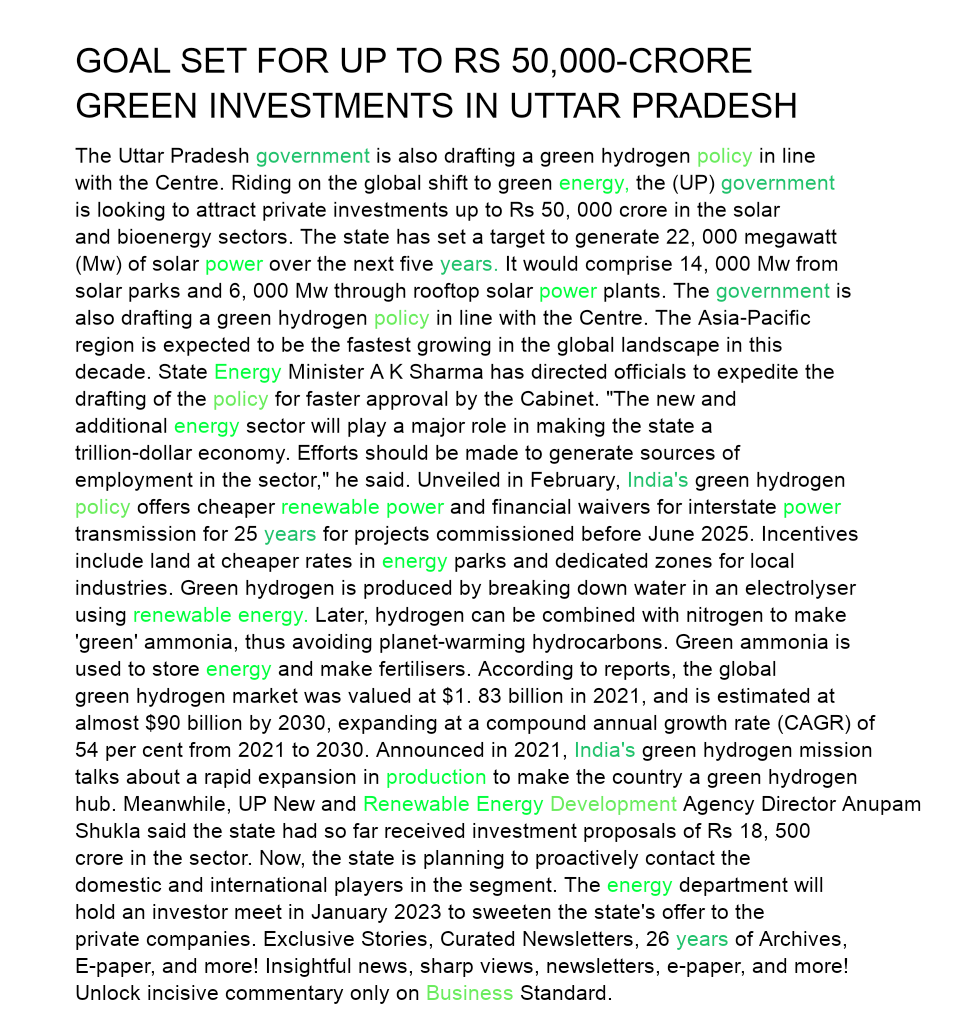 GOAL SET FOR UP TO RS 50,000-CRORE
GREEN INVESTMENTS IN UTTAR PRADESH
The Uttar Pradesh government is also drafting a green hydrogen policy in line
with the Centre. Riding on the global shift to green energy, the (UP) government
is looking to attract private investments up to Rs 50, 000 crore in the solar
and bioenergy sectors. The state has set a target to generate 22, 000 megawatt
(Mw) of solar power over the next five years. It would comprise 14, 000 Mw from
solar parks and 6, 000 Mw through rooftop solar power plants. The government is
also drafting a green hydrogen policy in line with the Centre. The Asia-Pacific
region is expected to be the fastest growing in the global landscape in this
decade. State Energy Minister A K Sharma has directed officials to expedite the
drafting of the policy for faster approval by the Cabinet. "The new and
additional energy sector will play a major role in making the state a
trillion-dollar economy. Efforts should be made to generate sources of
employment in the sector," he said. Unveiled in February, India's green hydrogen
policy offers cheaper renewable power and financial waivers for interstate power
transmission for 25 years for projects commissioned before June 2025. Incentives
include land at cheaper rates in energy parks and dedicated zones for local
industries. Green hydrogen is produced by breaking down water in an electrolyser
using renewable energy. Later, hydrogen can be combined with nitrogen to make
'green' ammonia, thus avoiding planet-warming hydrocarbons. Green ammonia is
used to store energy and make fertilisers. According to reports, the global
green hydrogen market was valued at $1. 83 billion in 2021, and is estimated at
almost $90 billion by 2030, expanding at a compound annual growth rate (CAGR) of
54 per cent from 2021 to 2030. Announced in 2021, India's green hydrogen mission
talks about a rapid expansion in production to make the country a green hydrogen
hub. Meanwhile, UP New and Renewable Energy Development Agency Director Anupam
Shukla said the state had so far received investment proposals of Rs 18, 500
crore in the sector. Now, the state is planning to proactively contact the
domestic and international players in the segment. The energy department will
hold an investor meet in January 2023 to sweeten the state's offer to the
private companies. Exclusive Stories, Curated Newsletters, 26 years of Archives,
E-paper, and more! Insightful news, sharp views, newsletters, e-paper, and more!
Unlock incisive commentary only on Business Standard.